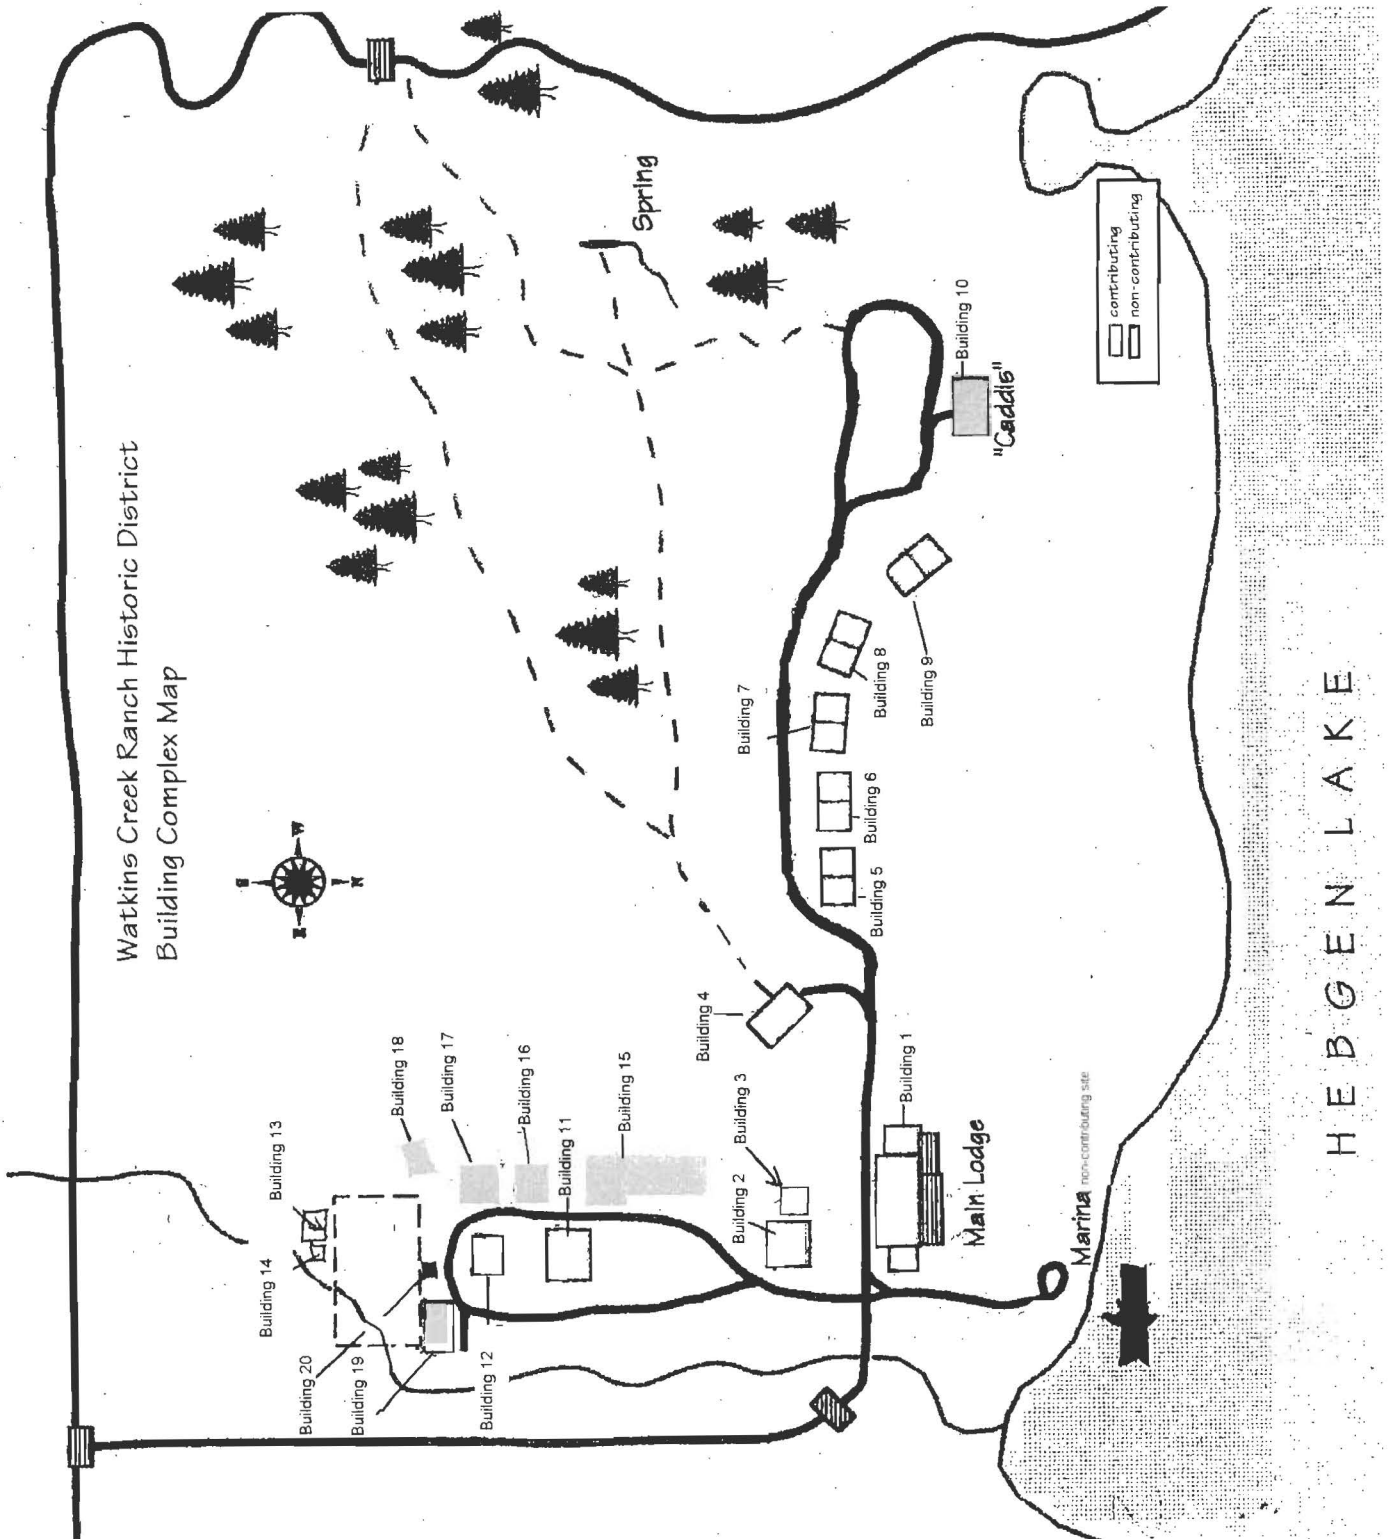 Watkins Creek Ranch Historic District
Building Complex Map
S
W
N
E
Spring
contributing
non-contributing
Building 10
"Caddis"
Building 9
Building 8
Building 7
Building 6
Building 5
Building 4
Building 18
Building 17
Building 16
Building 15
Building 11
Building 13
Building 14
Building 3
Building 2
Building 1
Main Lodge
Marina non-contributing site
Building 20
Building 19
Building 12
HEBGEN LAKE